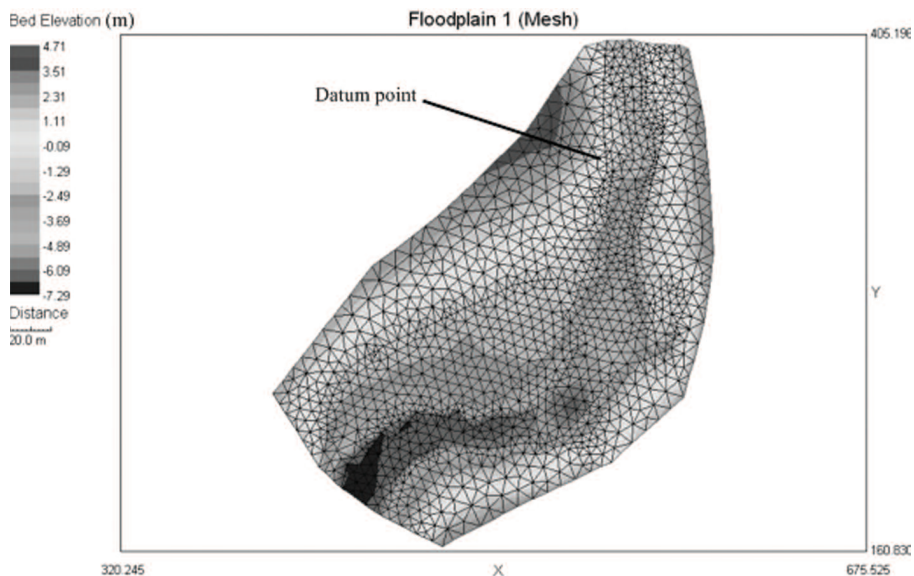 Floodplain 1 (Mesh)
Bed Elevation (m)
4.71
3.51
2.31
1.11
-0.09
-1.29
-2.49
-3.69
-4.89
-6.09
-7.29
Distance
20.0 m
Datum point
405.196
Y
160.830
320.245
X
675.525